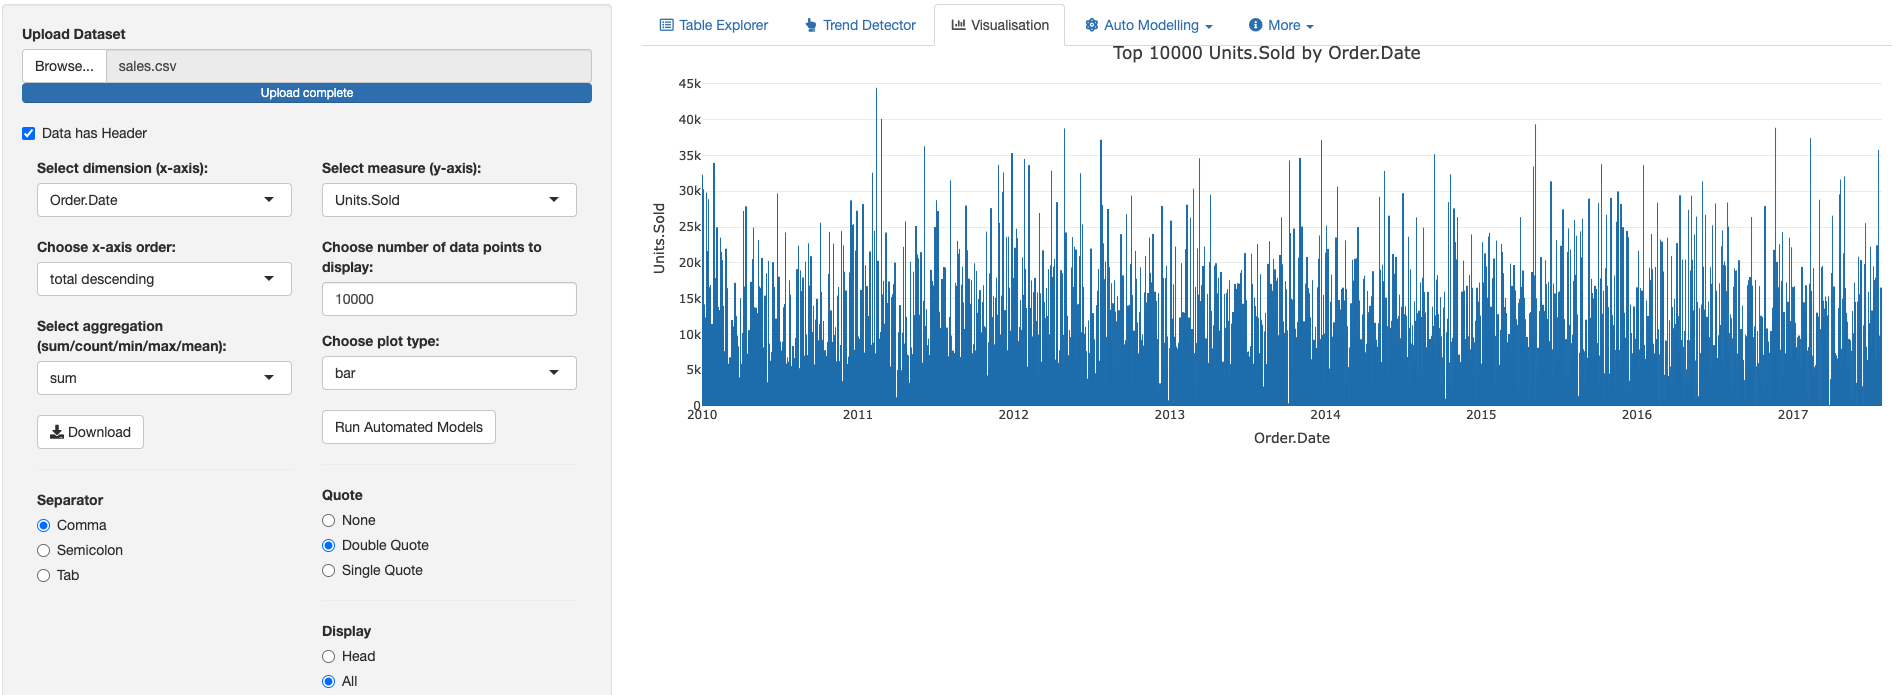 Upload Dataset
Browse... sales.csv
Upload complete
Data has Header
Select dimension (x-axis):
Order.Date
Choose x-axis order:
total descending
Select aggregation
(sum/count/min/max/mean):
sum
Download
Separator
Comma
Semicolon
Tab
Select measure (y-axis):
Units.Sold
Choose number of data points to
display:
10000
Choose plot type:
bar
Run Automated Models
Quote
None
Double Quote
Single Quote
Display
Head
All
Table Explorer Trend Detector Visualisation Auto Modelling More
Top 10000 Units.Sold by Order.Date
45k
40k
35k
30k
25k
20k
15k
10k
5k
0
Units.Sold
2010 2011 2012 2013 2014 2015 2016 2017
Order.Date